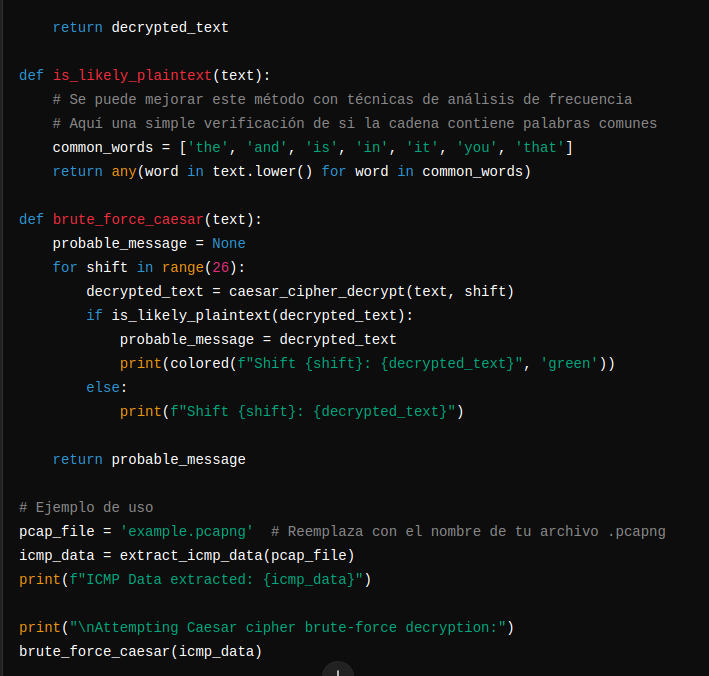 return decrypted_text

def is_likely_plaintext(text):
    # Se puede mejorar este método con técnicas de análisis de frecuencia
    # Aquí una simple verificación de si la cadena contiene palabras comunes
    common_words = ['the', 'and', 'is', 'in', 'it', 'you', 'that']
    return any(word in text.lower() for word in common_words)

def brute_force_caesar(text):
    probable_message = None
    for shift in range(26):
        decrypted_text = caesar_cipher_decrypt(text, shift)
        if is_likely_plaintext(decrypted_text):
            probable_message = decrypted_text
            print(colored(f"Shift {shift}: {decrypted_text}", 'green'))
        else:
            print(f"Shift {shift}: {decrypted_text}")

    return probable_message

# Ejemplo de uso
pcap_file = 'example.pcapng'  # Reemplaza con el nombre de tu archivo .pcapng
icmp_data = extract_icmp_data(pcap_file)
print(f"ICMP Data extracted: {icmp_data}")

print("\nAttempting Caesar cipher brute-force decryption:")
brute_force_caesar(icmp_data)